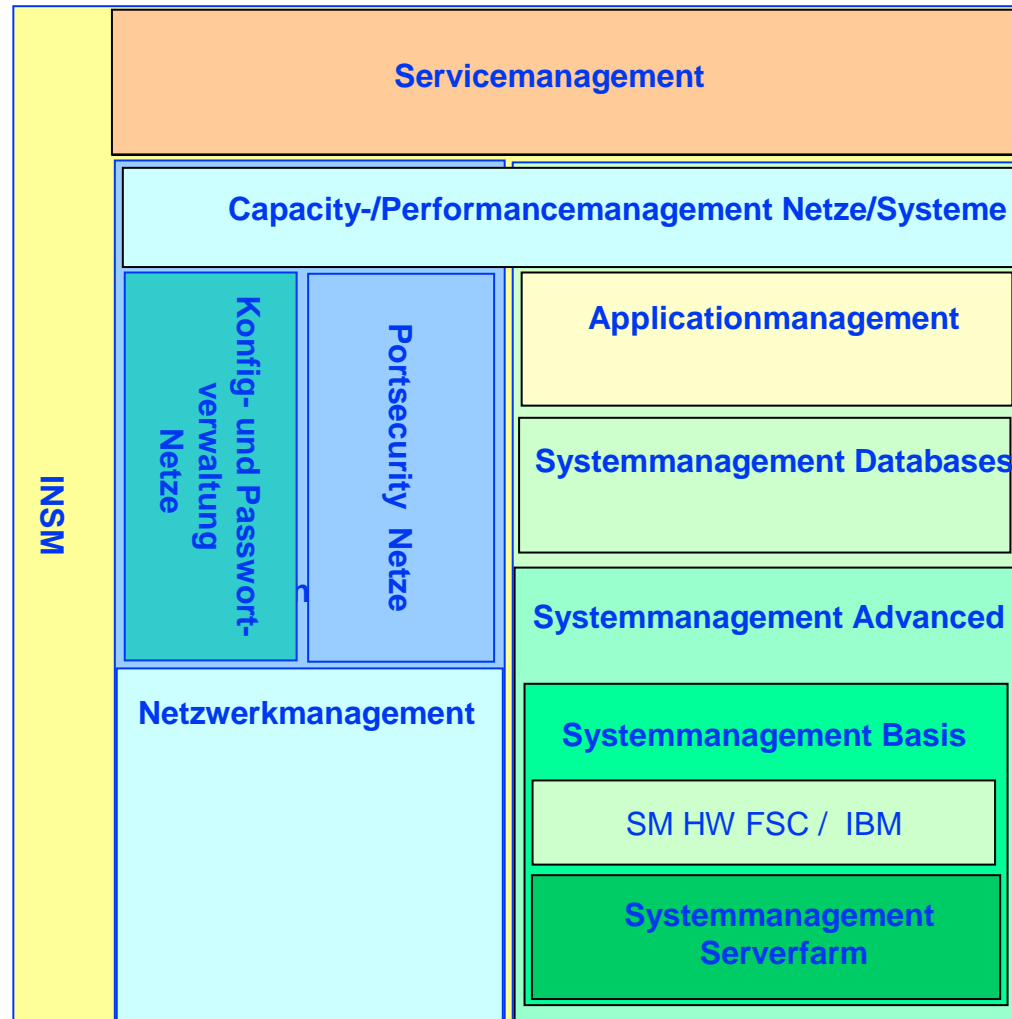 Servicemanagement
Capacity-/Performancemanagement Netze/Systeme
INSM
Konfig- und Passwort-
verwaltung
Netze
Portsecurity Netze
Applicationmanagement
Systemmanagement Databases
Systemmanagement Advanced
Netzwerkmanagement
Systemmanagement Basis
SM HW FSC / IBM
Systemmanagement
Serverfarm